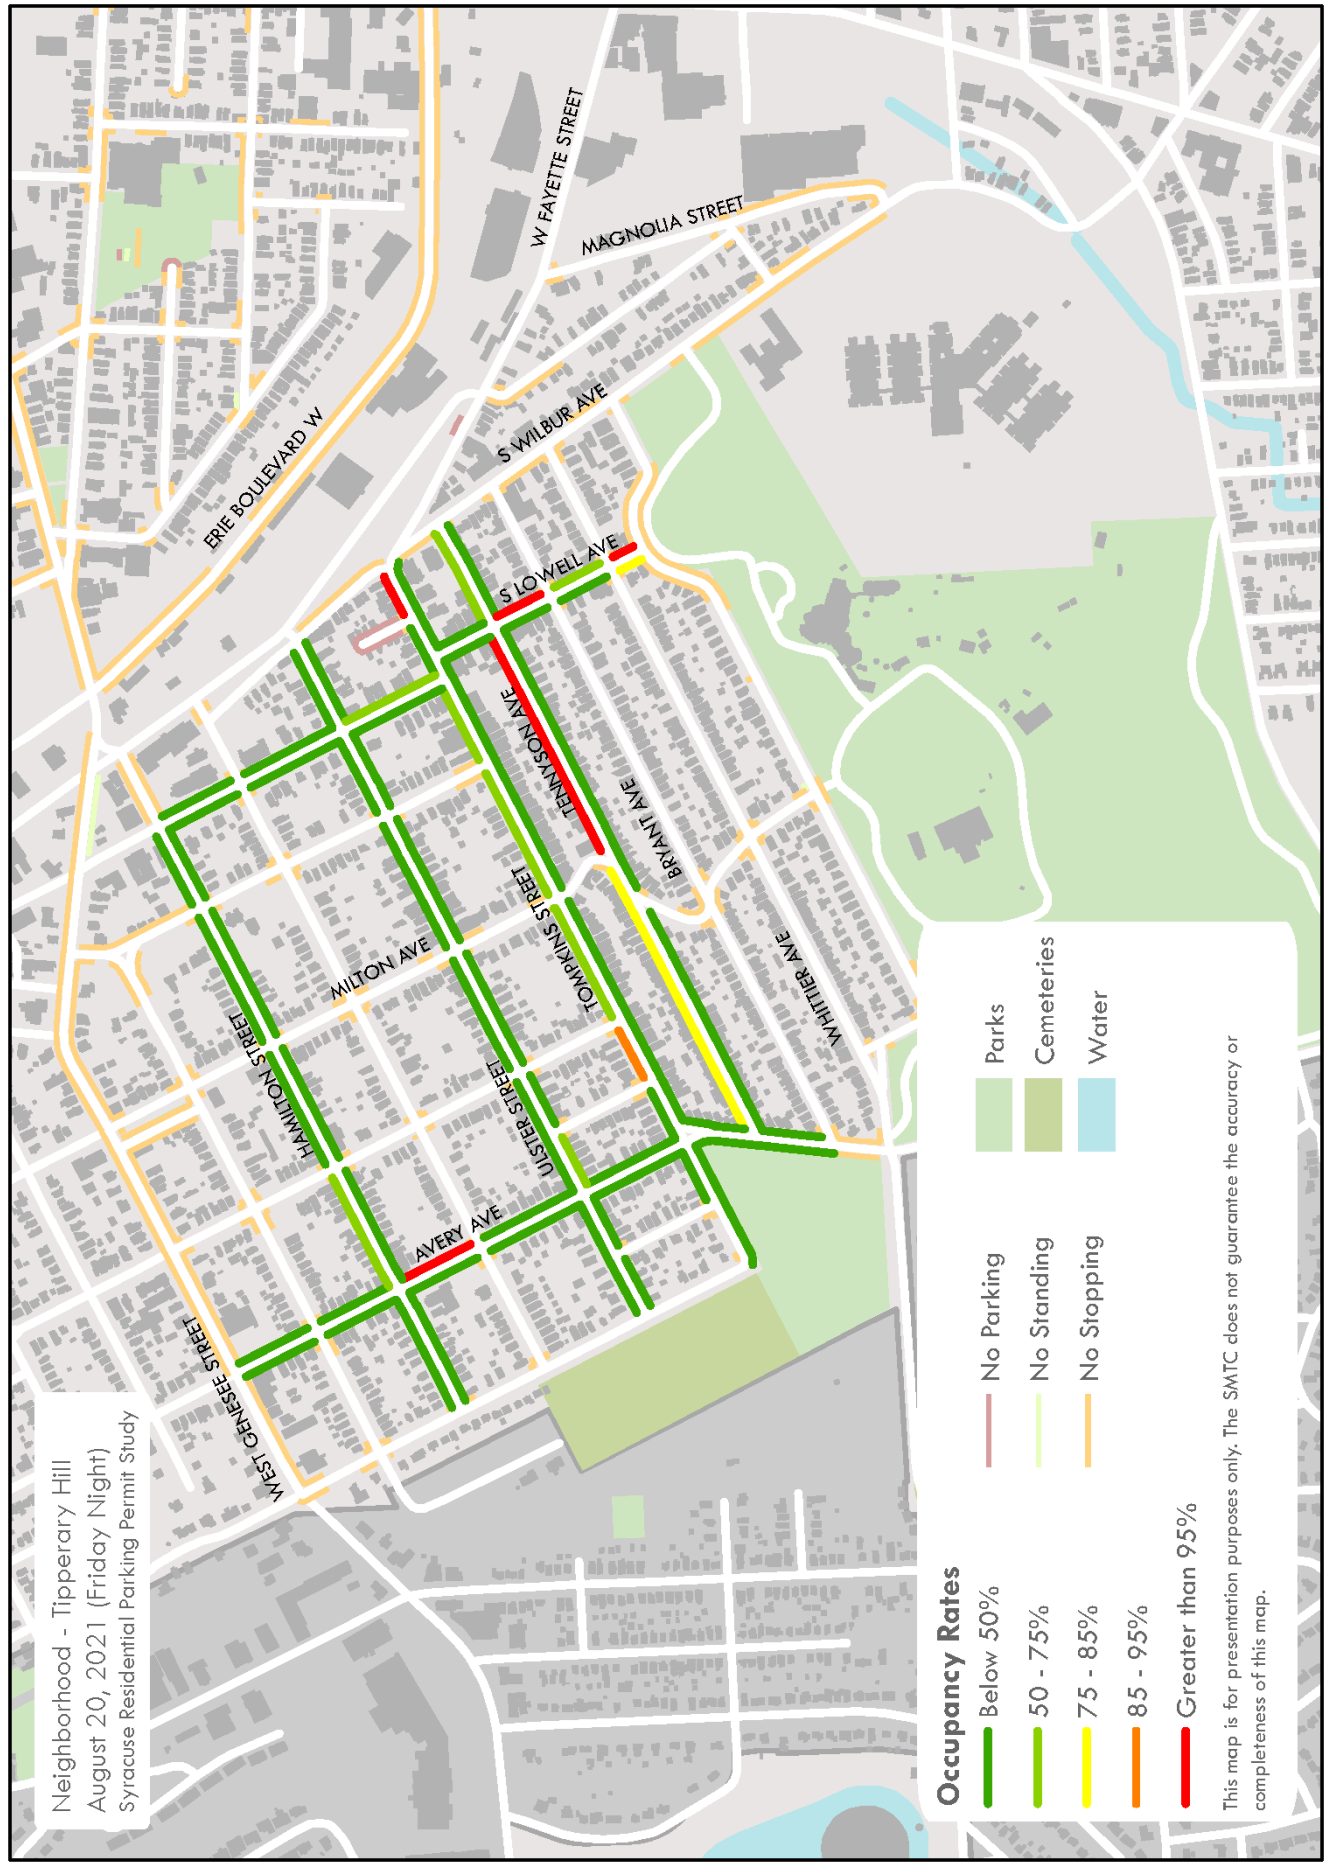 Neighborhood - Tipperary Hill
August 20, 2021 (Friday Night)
Syracuse Residential Parking Permit Study
W FAYETTE STREET
MAGNOLIA STREET
S WILBUR AVE
ERIE BOULEVARD W
S LOWELL AVE
TENNYSON AVE
BRYANT AVE
TOMPKINS STREET
WHITTIER AVE
MILTON AVE
HAMILTON STREET
ULSTER STREET
AVERY AVE
WEST GENESEE STREET
Occupancy Rates
Below 50%
50 - 75%
75 - 85%
85 - 95%
Greater than 95%
No Parking
No Standing
No Stopping
Parks
Cemeteries
Water
This map is for presentation purposes only. The SMTC does not guarantee the accuracy or
completeness of this map.